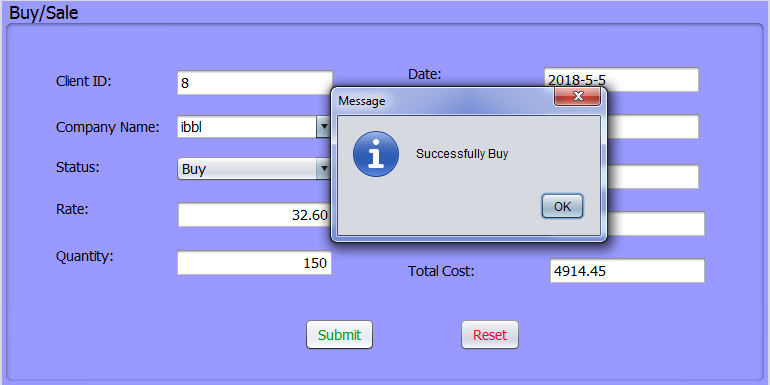 Buy/Sale
Client ID:
8
Date:
2018-5-5
Company Name:
ibbl
Status:
Buy
Rate:
32.60
Quantity:
150
Message
Successfully Buy
OK
Total Cost:
4914.45
Submit
Reset